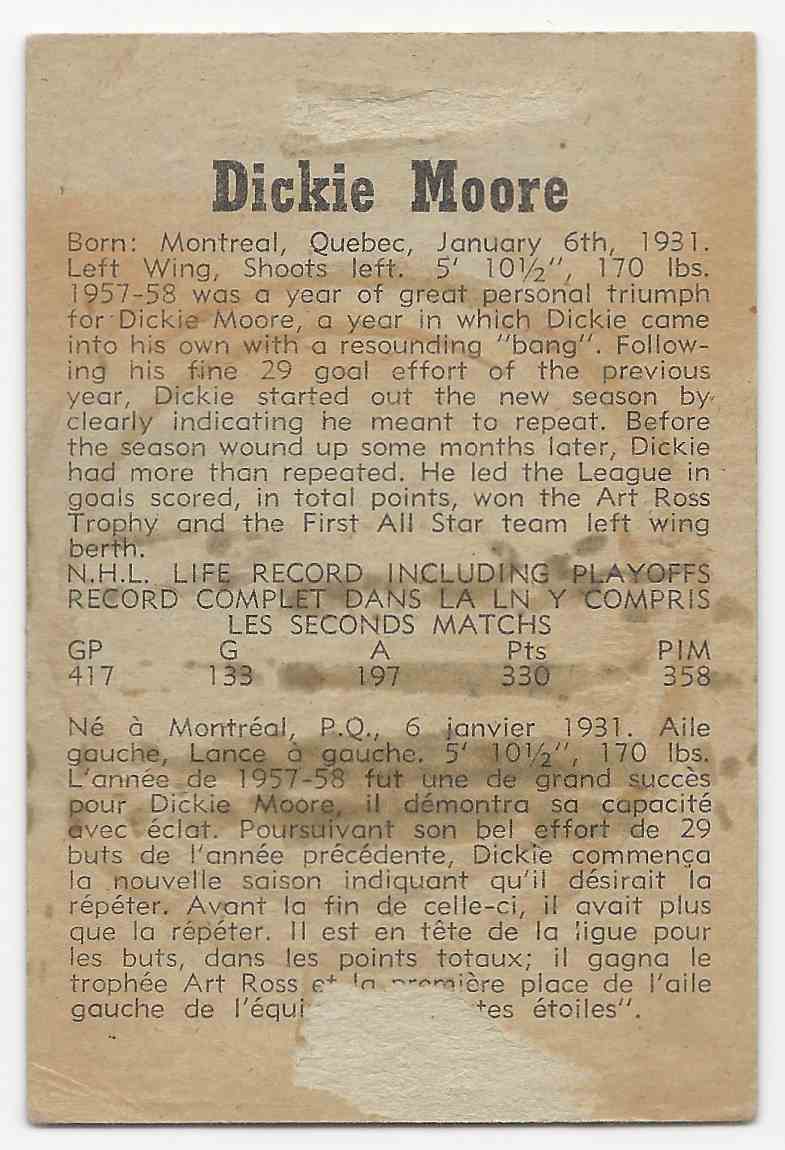 Dickie Moore
Born: Montreal, Quebec, January 6th, 1931.
Left Wing, Shoots left. 5' 10½", 170 lbs.
1957-58 was a year of great personal triumph
for Dickie Moore, a year in which Dickie came
into his own with a resounding "bang". Follow-
ing his fine 29 goal effort of the previous
year, Dickie started out the new season by
clearly indicating he meant to repeat. Before
the season wound up some months later, Dickie
had more than repeated. He led the League in
goals scored, in total points, won the Art Ross
Trophy and the First All Star team left wing
berth.
N.H.L. LIFE RECORD INCLUDING PLAYOFFS
RECORD COMPLET DANS LA LN Y COMPRIS
LES SECONDS MATCHS
GP G A Pts PIM
417 133 197 330 358
Né à Montréal, P.Q., 6 janvier 1931. Aile
gauche, Lance à gauche. 5' 10½", 170 lbs.
L'année de 1957-58 fut une de grand succès
pour Dickie Moore, il démontra sa capacité
avec éclat. Poursuivant son bel effort de 29
buts de l'année précédente, Dickie commença
la nouvelle saison indiquant qu'il désirait la
répéter. Avant la fin de celle-ci, il avait plus
que la répéter. Il est en tête de la ligue pour
les buts, dans les points totaux; il gagna le
trophée Art Ross et la première place de l'aile
gauche de l'équi tes étoiles".